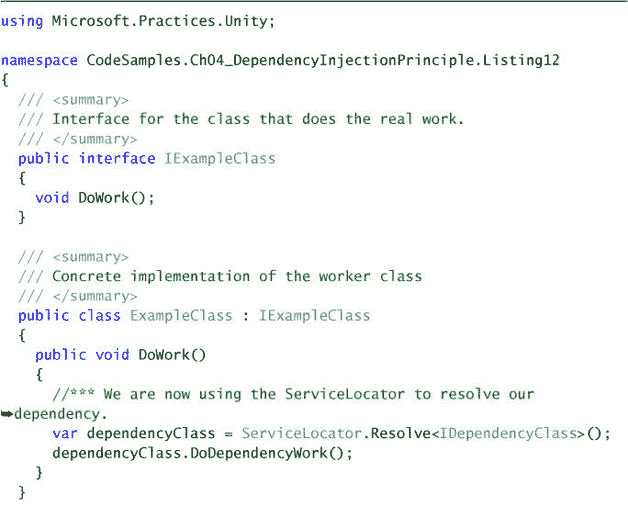 using Microsoft.Practices.Unity;
namespace CodeSamples.Ch04_DependencyInjectionPrinciple.Listing12
{
  /// <summary>
  /// Interface for the class that does the real work.
  /// </summary>
  public interface IExampleClass
  {
    void DoWork();
  }
  /// <summary>
  /// Concrete implementation of the worker class
  /// </summary>
  public class ExampleClass : IExampleClass
  {
    public void DoWork()
    {
      //*** We are now using the ServiceLocator to resolve our
➥dependency.
      var dependencyClass = ServiceLocator.Resolve<IDependencyClass>();
      dependencyClass.DoDependencyWork();
    }
  }